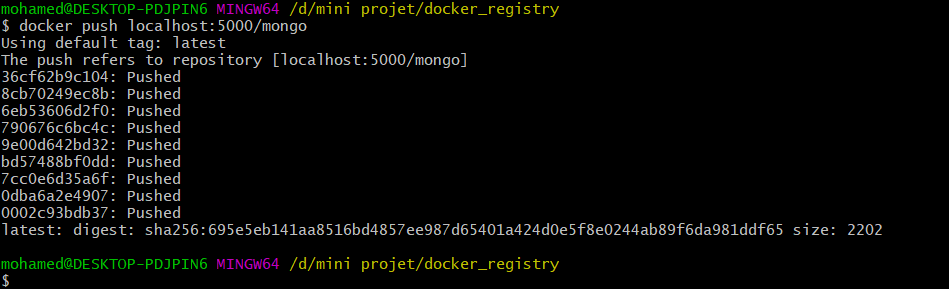 mohamed@DESKTOP-PDJPIN6 MINGW64 /d/mini projet/docker_registry
$ docker push localhost:5000/mongo
Using default tag: latest
The push refers to repository [localhost:5000/mongo]
36cf62b9c104: Pushed
8cb70249ec8b: Pushed
6eb53606d2f0: Pushed
790676c6bc4c: Pushed
9e00d642bd32: Pushed
bd57488bf0dd: Pushed
7cc0e6d35a6f: Pushed
0dba6a2e4907: Pushed
0002c93bdb37: Pushed
latest: digest: sha256:695e5eb141aa8516bd4857ee987d65401a424d0e5f8e0244ab89f6da981ddf65 size: 2202
mohamed@DESKTOP-PDJPIN6 MINGW64 /d/mini projet/docker_registry
$